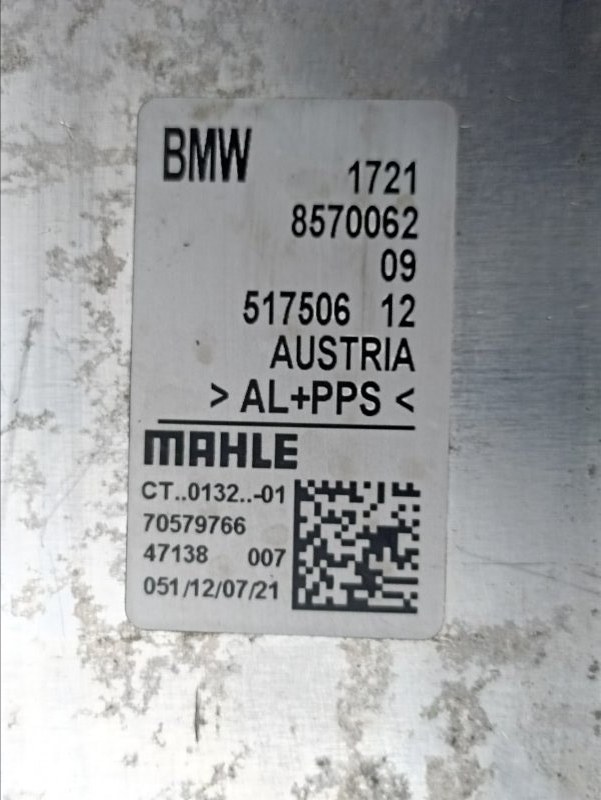 BMW 1721
8570062
09
517506 12
AUSTRIA
> AL+PPS <
MAHLE
CT..0132..-01
70579766
47138 007
051/12/07/21